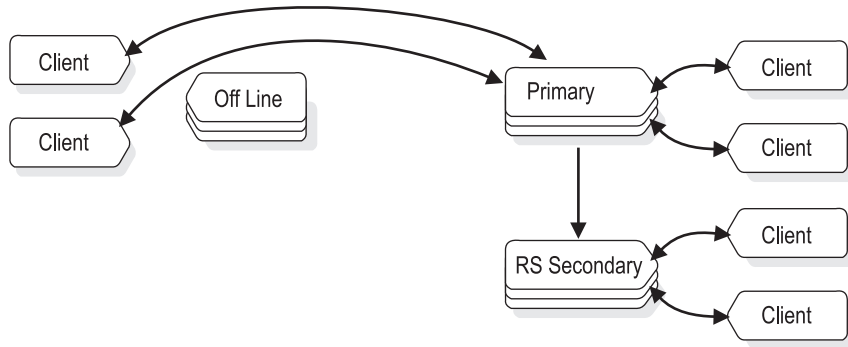 Client
Client
Off Line
Primary
Client
Client
RS Secondary
Client
Client